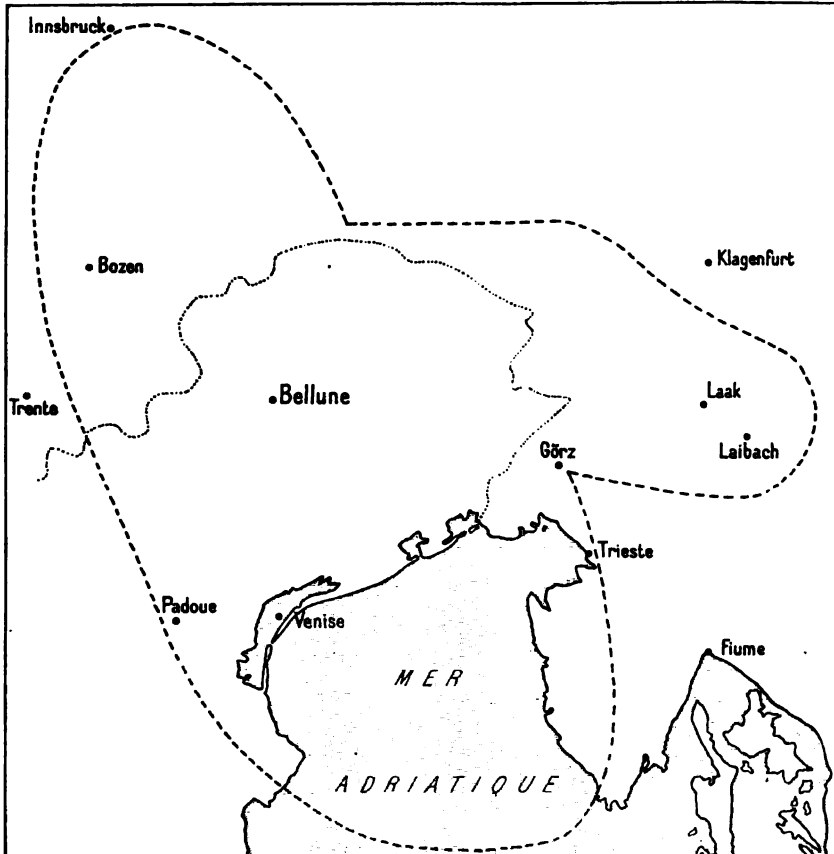 Innsbruck
Bozen
Klagenfurt
Trente
Bellune
Laak
Görz
Laibach
Trieste
Padoue
Venise
Fiume
MER
ADRIATIQUE